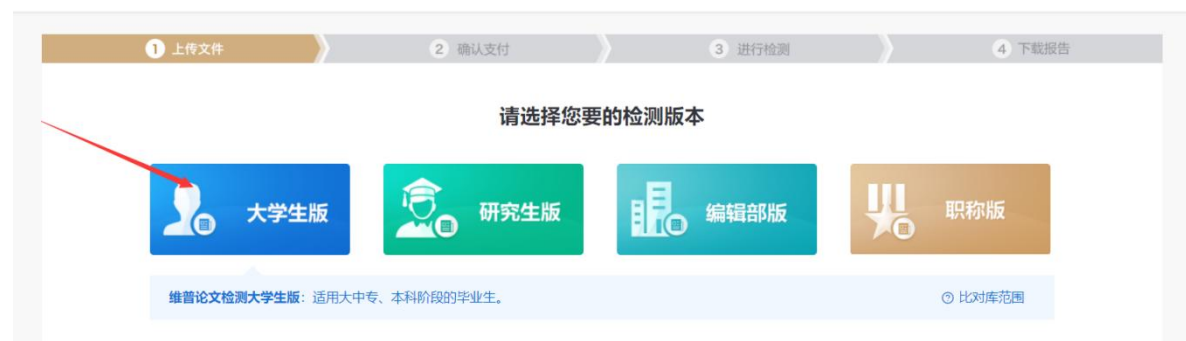 1 上传文件 2 确认支付 3 进行检测 4 下载报告
请选择您要的检测版本
大学生版 研究生版 编辑部版 职称版
维普论文检测大学生版：适用大中专、本科阶段的毕业生。 比对库范围